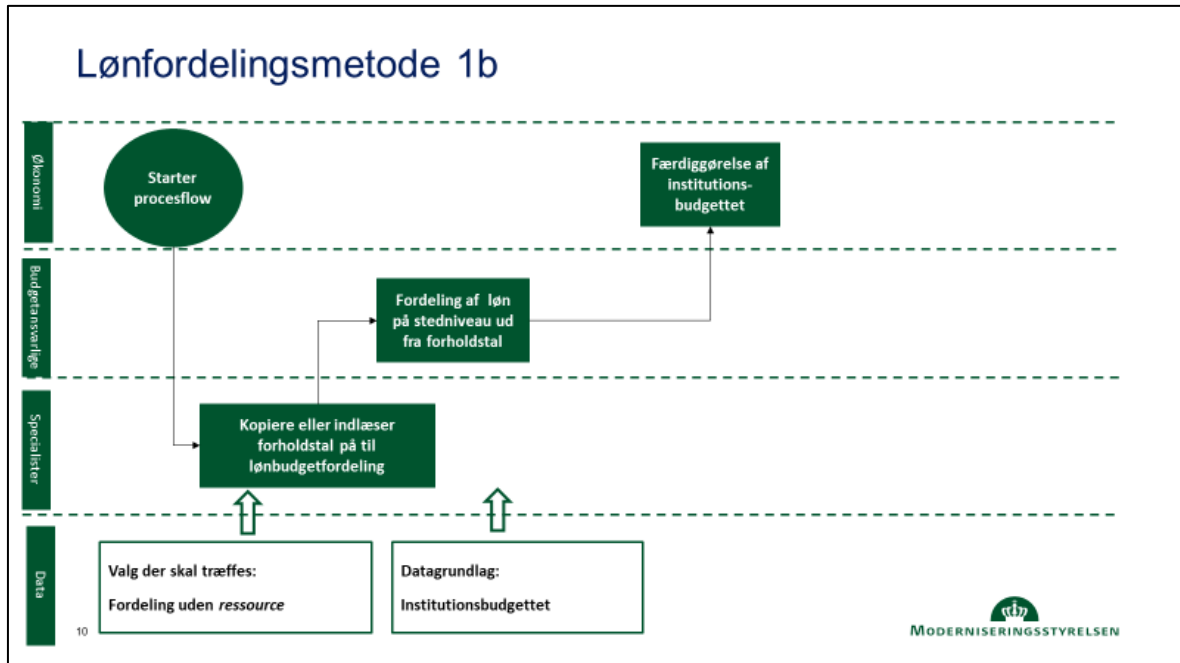 Lønfordelingsmetode 1b
Økonomi
Starter
procesflow
Færdiggørelse af
institutions-
budgettet
Budgetansvarlige
Fordeling af løn
på stedniveau ud
fra forholdstal
Specialister
Kopiere eller indlæser
forholdstal på til
lønbudgetfordeling
Data
Valg der skal træffes:
Fordeling uden ressource
Datagrundlag:
Institutionsbudgettet
10
MODERNISERINGSSTYRELSEN